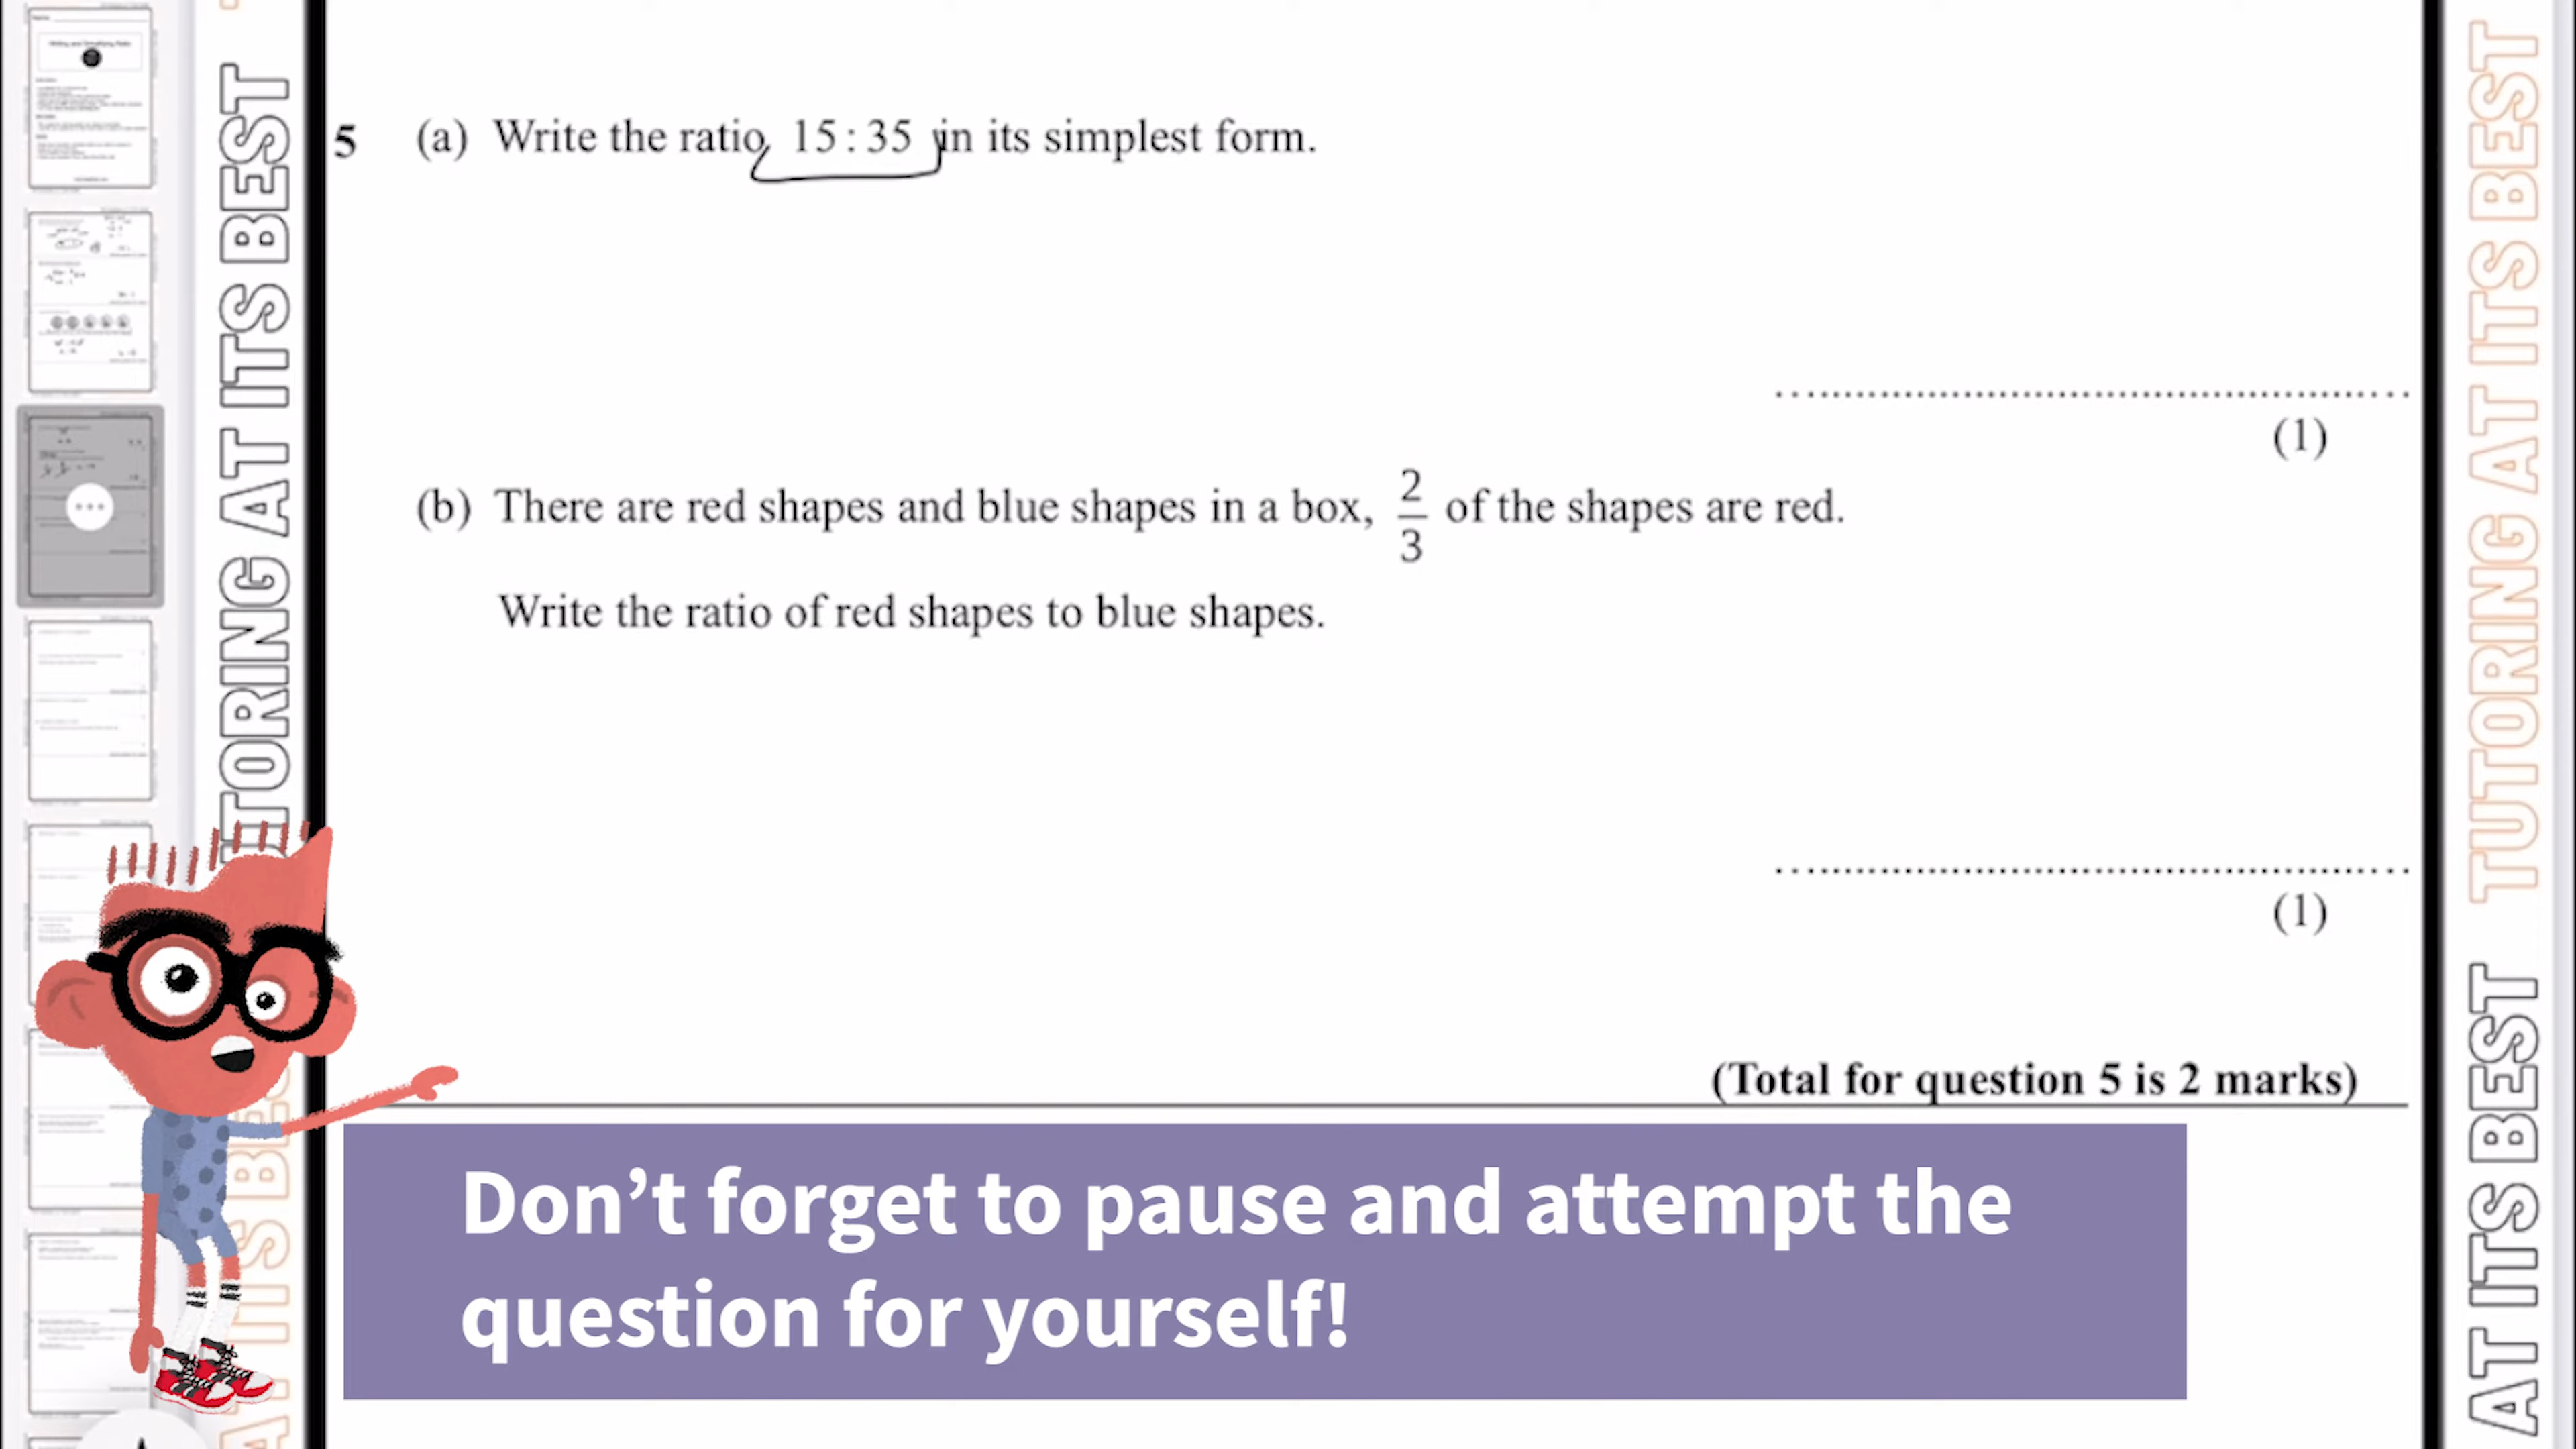 5 (a) Write the ratio 15 : 35 in its simplest form.
(1)
(b) There are red shapes and blue shapes in a box, 2/3 of the shapes are red.
Write the ratio of red shapes to blue shapes.
(1)
(Total for question 5 is 2 marks)
Don’t forget to pause and attempt the
question for yourself!
TUTORING AT ITS BEST
AT ITS BEST
TUTORING AT ITS BEST
AT ITS BEST